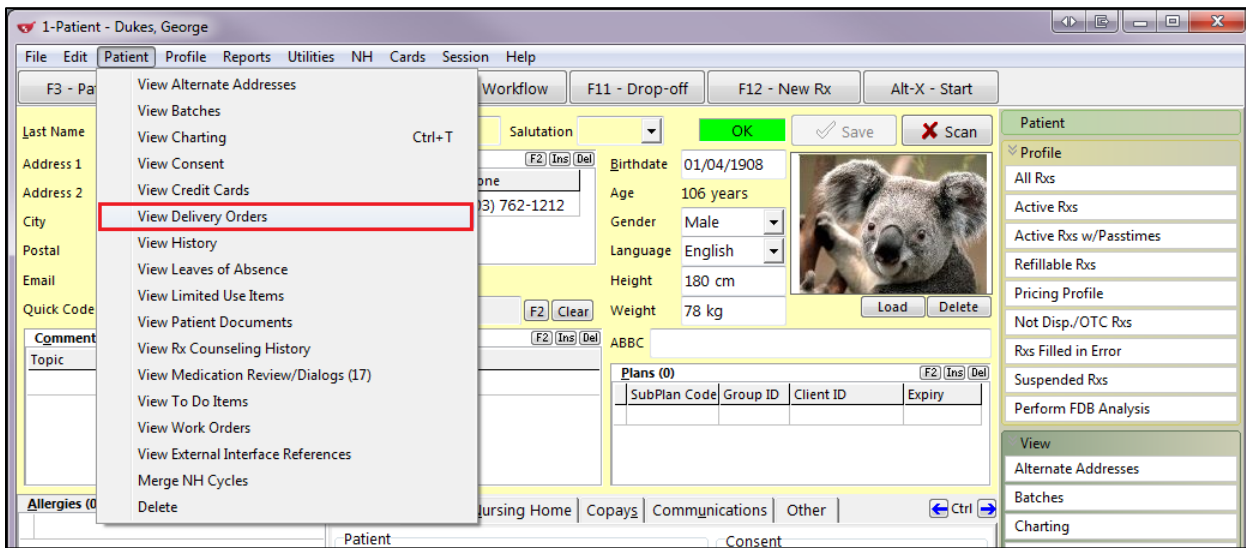 1-Patient - Dukes, George
File Edit Patient Profile Reports Utilities NH Cards Session Help
F3 - Pa Workflow F11 - Drop-off F12 - New Rx Alt-X - Start
View Alternate Addresses
View Batches
View Charting Ctrl+T
View Consent
View Credit Cards
View Delivery Orders
View History
View Leaves of Absence
View Limited Use Items
View Patient Documents
View Rx Counseling History
View Medication Review/Dialogs (17)
View To Do Items
View Work Orders
View External Interface References
Merge NH Cycles
Delete
Last Name Salutation OK Save Scan
Address 1 F2 Ins Del Birthdate 01/04/1908
one
Address 2 03) 762-1212 Age 106 years
City Gender Male
Postal Language English
Email Height 180 cm
Quick Code F2 Clear Weight 78 kg Load Delete
Comment F2 Ins Del ABBC
Topic
Plans (0) F2 Ins Del
SubPlan Code Group ID Client ID Expiry
Allergies (0 Nursing Home Copays Communications Other Ctrl
Patient Consent
Patient
Profile
All Rxs
Active Rxs
Active Rxs w/Passtimes
Refillable Rxs
Pricing Profile
Not Disp./OTC Rxs
Rxs Filled in Error
Suspended Rxs
Perform FDB Analysis
View
Alternate Addresses
Batches
Charting